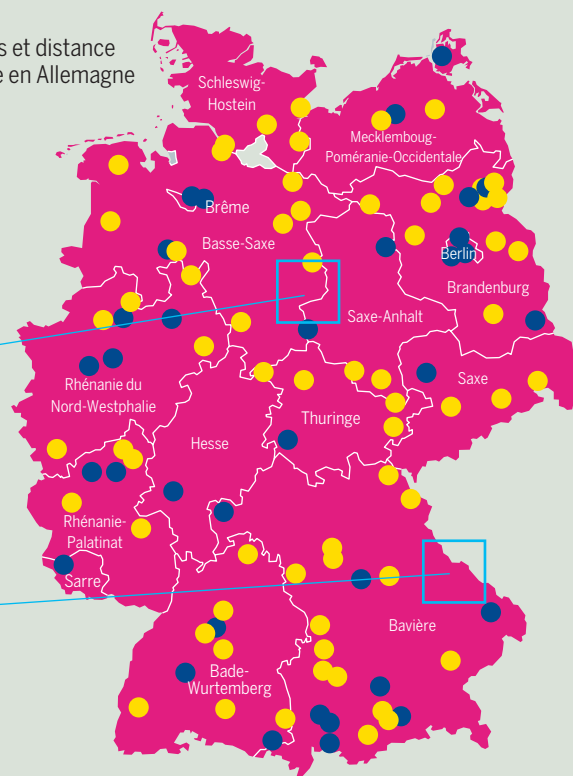 s et distance
e en Allemagne
Schleswig-
Hostein
Mecklemboug-
Poméranie-Occidentale
Brême
Basse-Saxe
Berlin
Brandenburg
Saxe-Anhalt
Rhénanie du
Nord-Westphalie
Saxe
Thuringe
Hesse
Rhénanie-
Palatinat
Sarre
Bavière
Bade-
Wurtemberg